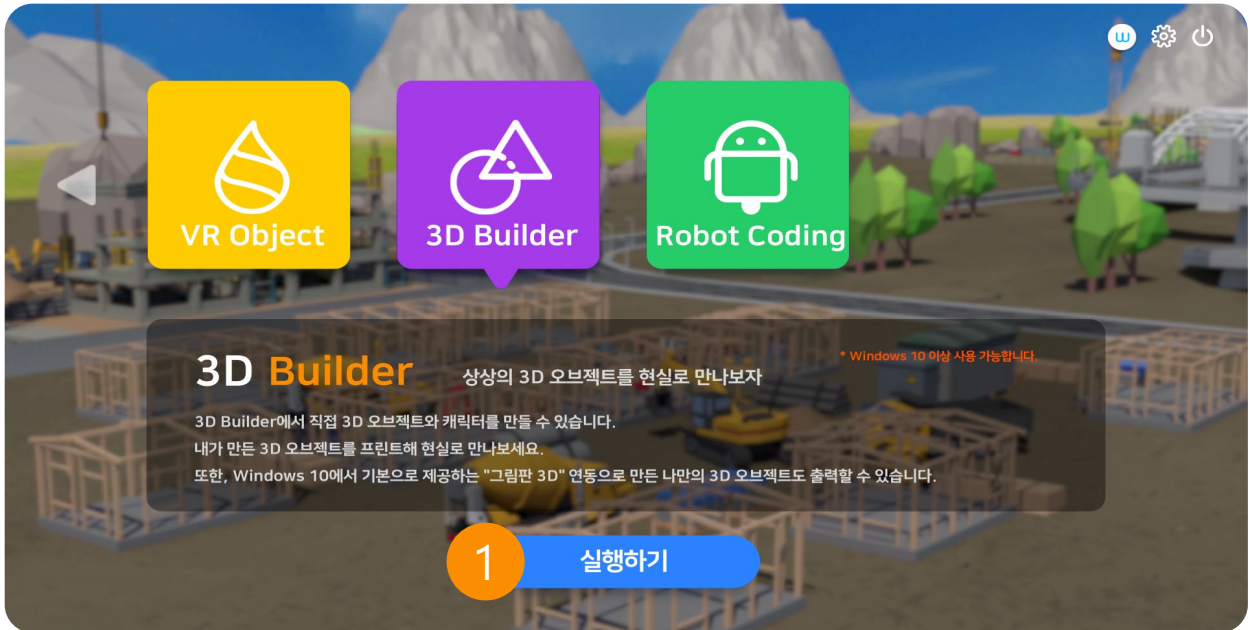 w
VR Object
3D Builder
Robot Coding
3D Builder
상상의 3D 오브젝트를 현실로 만나보자
* Windows 10 이상 사용 가능합니다.
3D Builder에서 직접 3D 오브젝트와 캐릭터를 만들 수 있습니다.
내가 만든 3D 오브젝트를 프린트해 현실로 만나보세요.
또한, Windows 10에서 기본으로 제공하는 "그림판 3D" 연동으로 만든 나만의 3D 오브젝트도 출력할 수 있습니다.
1
실행하기